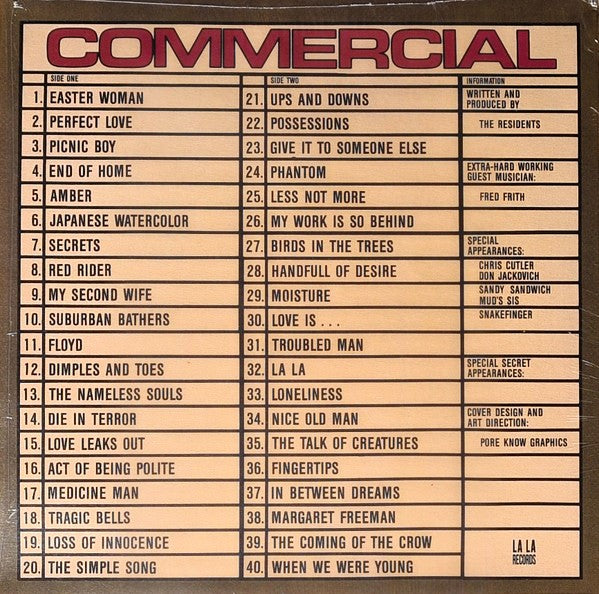 COMMERCIAL
SIDE ONE
1. EASTER WOMAN
2. PERFECT LOVE
3. PICNIC BOY
4. END OF HOME
5. AMBER
6. JAPANESE WATERCOLOR
7. SECRETS
8. RED RIDER
9. MY SECOND WIFE
10. SUBURBAN BATHERS
11. FLOYD
12. DIMPLES AND TOES
13. THE NAMELESS SOULS
14. DIE IN TERROR
15. LOVE LEAKS OUT
16. ACT OF BEING POLITE
17. MEDICINE MAN
18. TRAGIC BELLS
19. LOSS OF INNOCENCE
20. THE SIMPLE SONG
SIDE TWO
21. UPS AND DOWNS
22. POSSESSIONS
23. GIVE IT TO SOMEONE ELSE
24. PHANTOM
25. LESS NOT MORE
26. MY WORK IS SO BEHIND
27. BIRDS IN THE TREES
28. HANDFULL OF DESIRE
29. MOISTURE
30. LOVE IS . . .
31. TROUBLED MAN
32. LA LA
33. LONELINESS
34. NICE OLD MAN
35. THE TALK OF CREATURES
36. FINGERTIPS
37. IN BETWEEN DREAMS
38. MARGARET FREEMAN
39. THE COMING OF THE CROW
40. WHEN WE WERE YOUNG
INFORMATION
WRITTEN AND
PRODUCED BY
THE RESIDENTS
EXTRA-HARD WORKING
GUEST MUSICIAN:
FRED FRITH
SPECIAL
APPEARANCES:
CHRIS CUTLER
DON JACKOVICH
SANDY SANDWICH
MUD'S SIS
SNAKEFINGER
SPECIAL SECRET
APPEARANCES:
COVER DESIGN AND
ART DIRECTION:
PORE KNOW GRAPHICS
LA LA
RECORDS